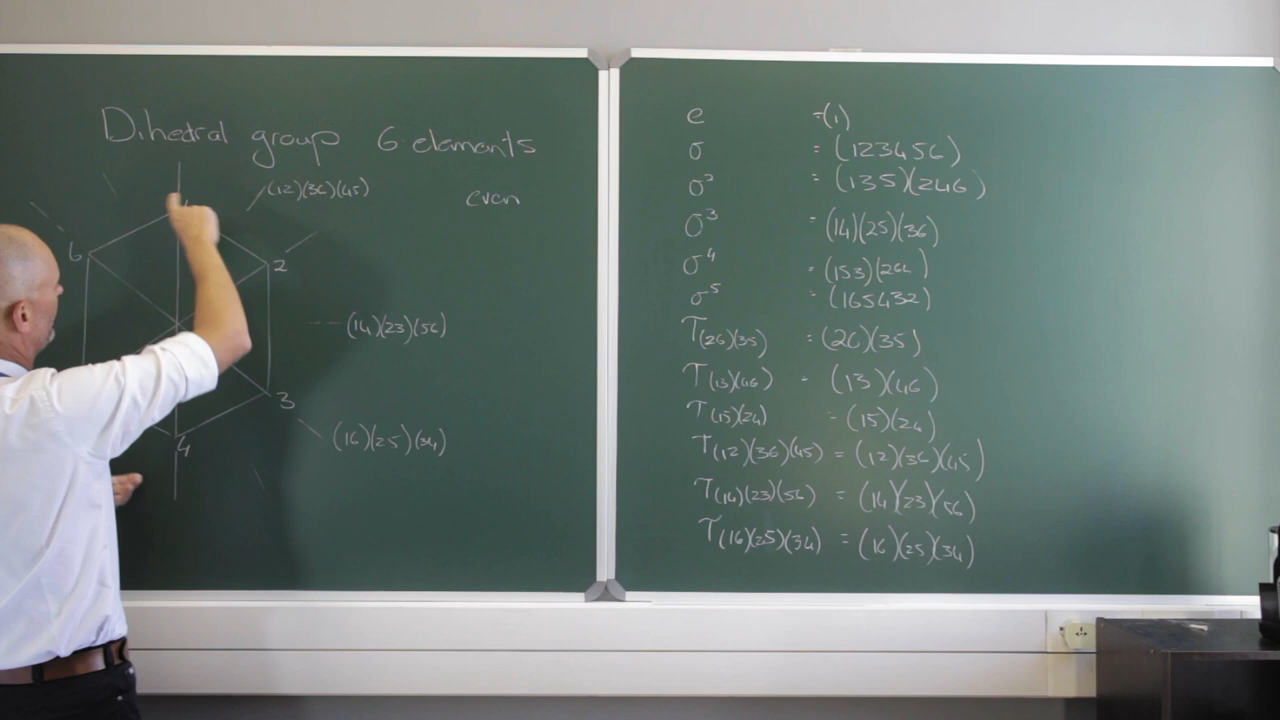 Dihedral group 6 elements
even
(12)(36)(45)
6
2
(14)(23)(56)
3
(16)(25)(34)
4
e =(1)
σ = (123456)
σ² = (135)(246)
σ³ = (14)(25)(36)
σ⁴ = (153)(264)
σ⁵ = (165432)
τ(26)(35) = (26)(35)
τ(13)(46) = (13)(46)
τ(15)(24) = (15)(24)
τ(12)(36)(45) = (12)(36)(45)
τ(14)(23)(56) = (14)(23)(56)
τ(16)(25)(34) = (16)(25)(34)